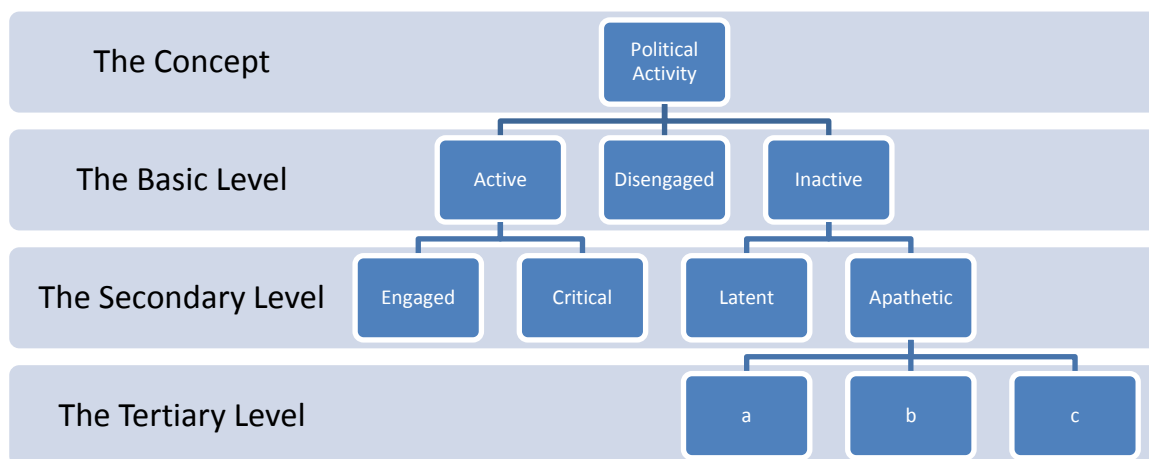 The Concept
Political
Activity
The Basic Level
Active
Disengaged
Inactive
The Secondary Level
Engaged
Critical
Latent
Apathetic
The Tertiary Level
a
b
c